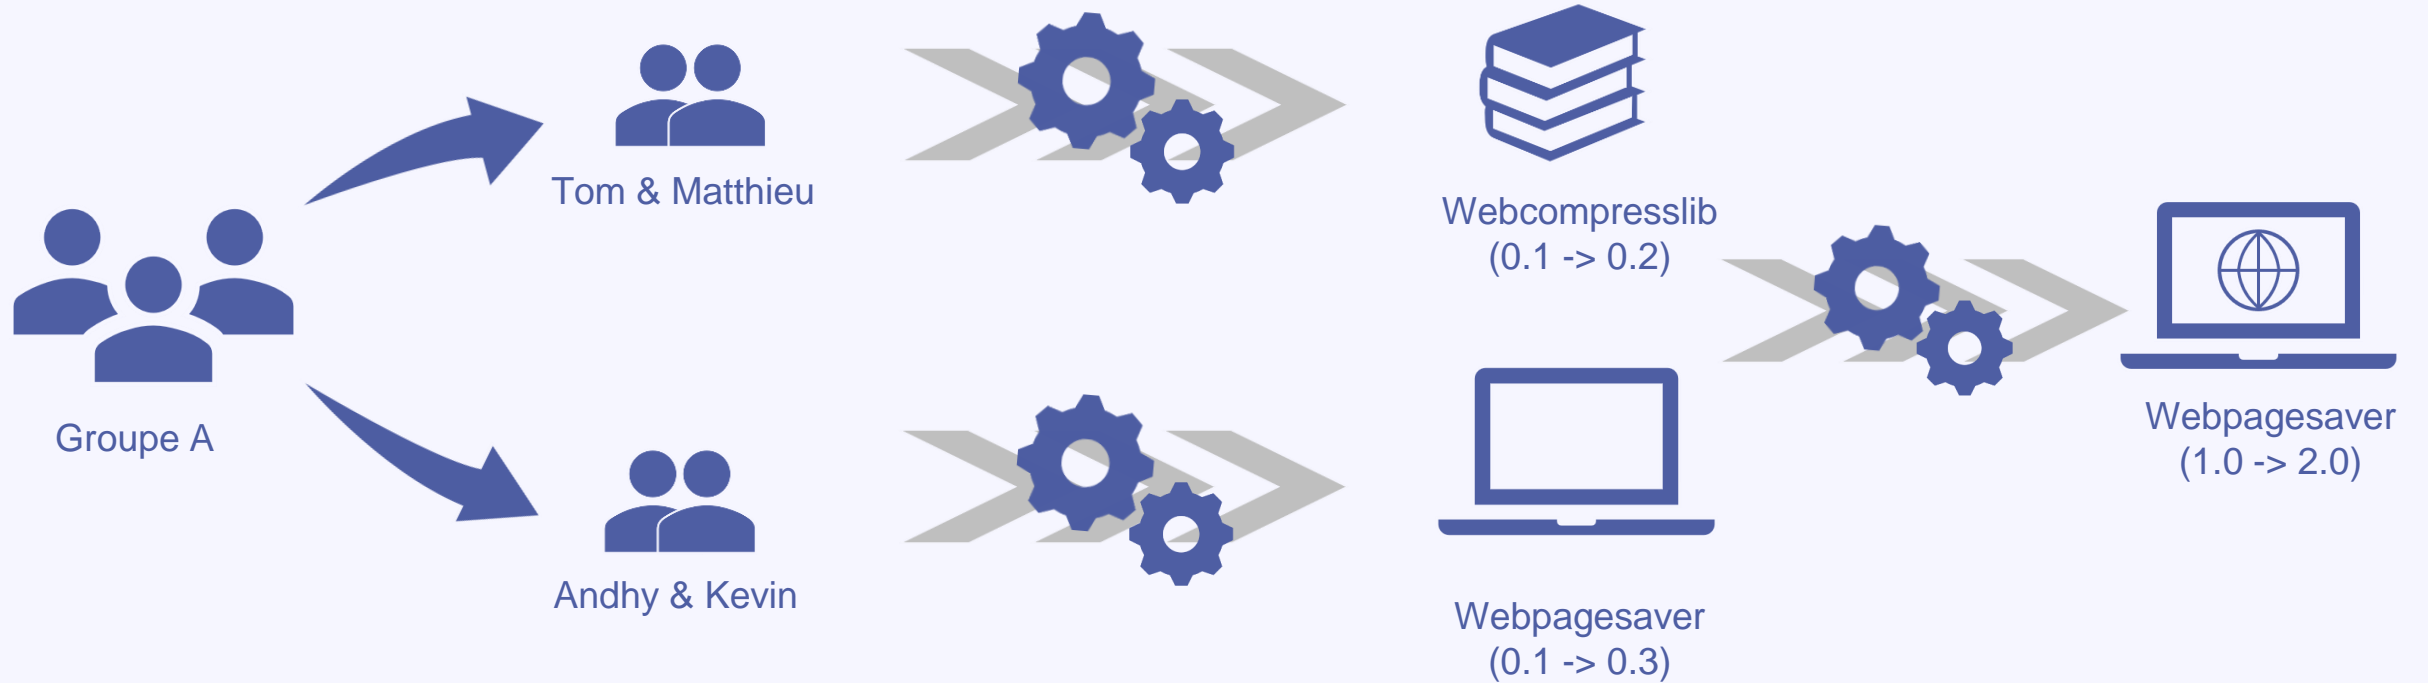 Tom & Matthieu
Webcompresslib
(0.1 -> 0.2)
Groupe A
Webpagesaver
(1.0 -> 2.0)
Andhy & Kevin
Webpagesaver
(0.1 -> 0.3)